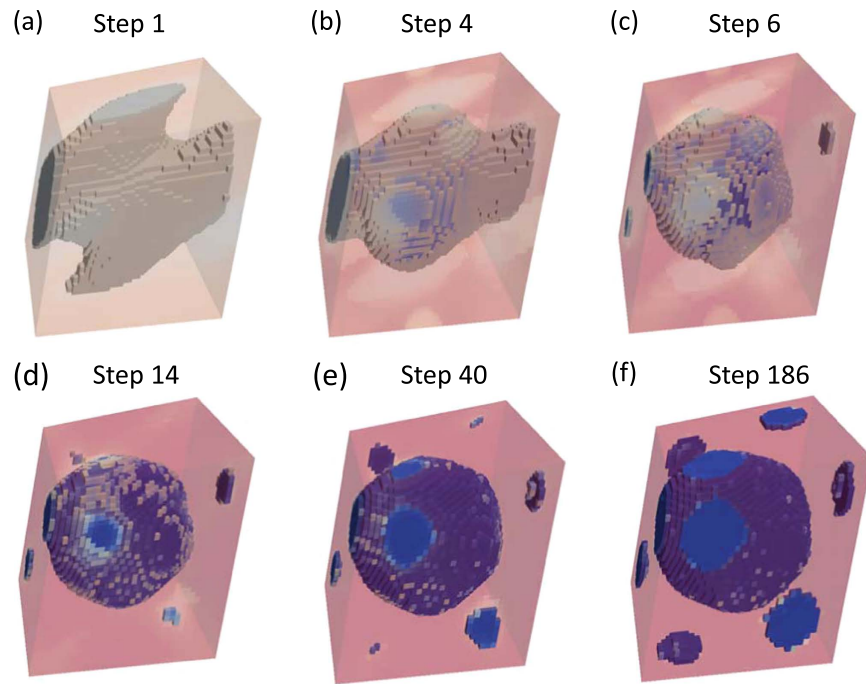 (a) Step 1
(b) Step 4
(c) Step 6
(d) Step 14
(e) Step 40
(f) Step 186